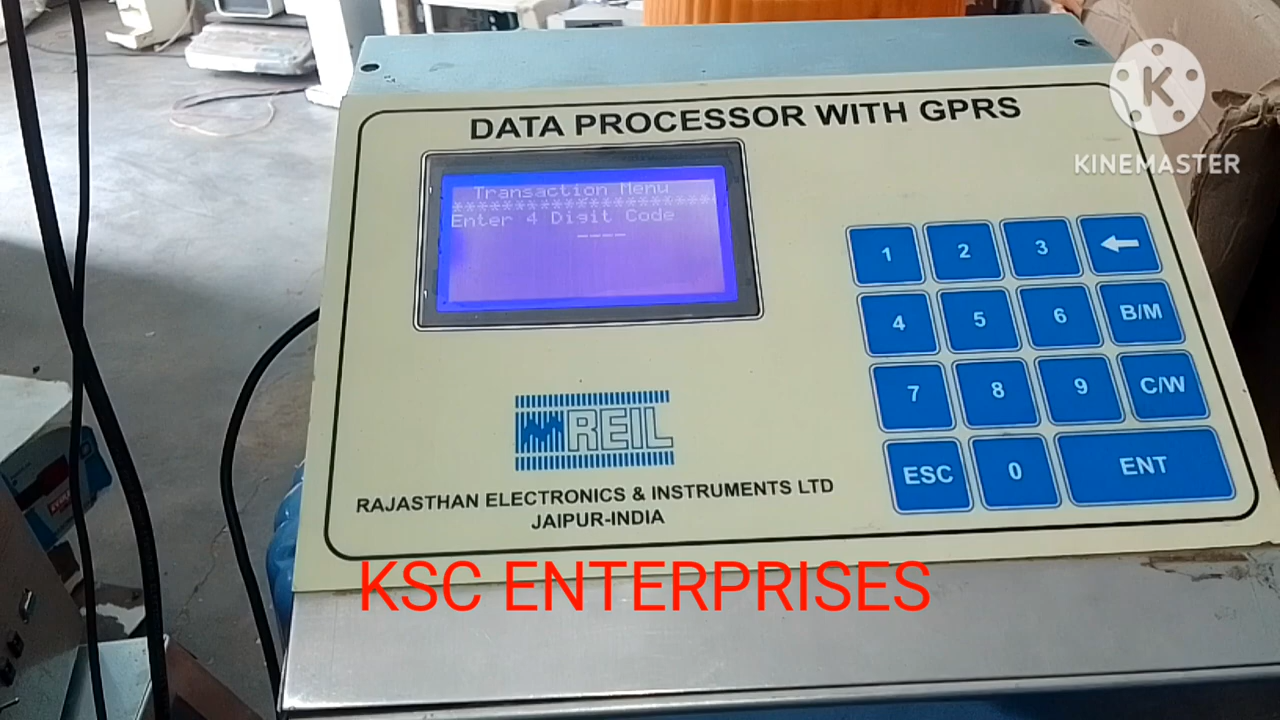 DATA PROCESSOR WITH GPRS
K
KINEMASTER
Transaction Menu
**********************
Enter 4 Digit Code
----
1 2 3 ←
4 5 6 B/M
7 8 9 C/W
ESC 0 ENT
REIL
RAJASTHAN ELECTRONICS & INSTRUMENTS LTD
JAIPUR-INDIA
KSC ENTERPRISES